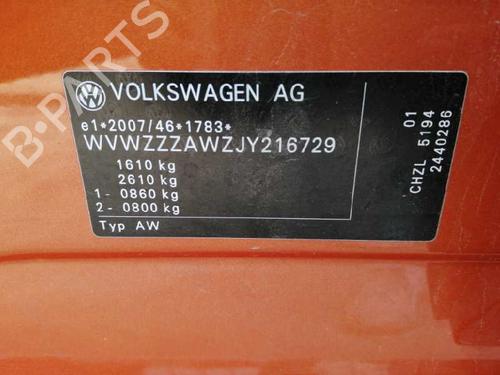 B-PARTS
VOLKSWAGEN AG
e1*2007/46*1783*
WVWZZZAWZJY216729
1610 kg
2610 kg
1- 0860 kg
2- 0800 kg
Typ AW
01
CHZL 5194
2440286